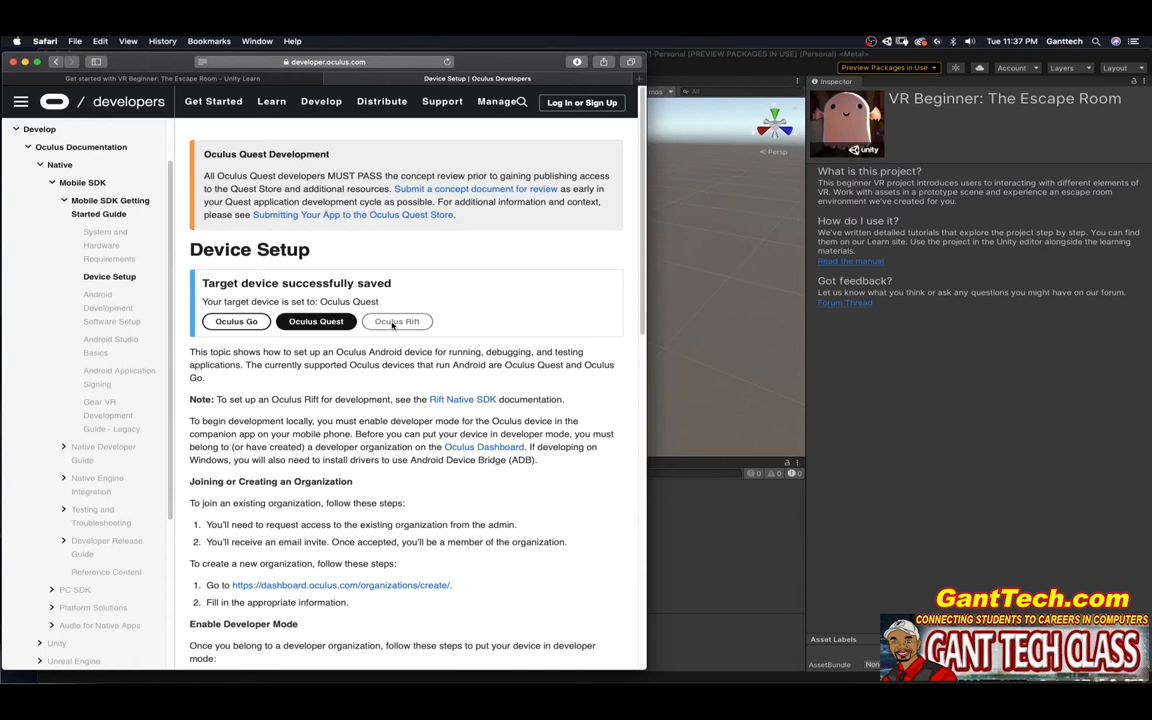 Safari File Edit View History Bookmarks Window Help
Tue 11:37 PM Ganttech
developer.oculus.com
1 Personal [PREVIEW PACKAGES IN USE] (Personal) <Metal>
Get started with VR Beginner: The Escape Room - Unity Learn
Device Setup | Oculus Developers
Preview Packages in Use
Account
Layers
Layout
/ developers
Get Started Learn Develop Distribute Support Manage
Log In or Sign Up
All
Inspector
VR Beginner: The Escape Room
unity
Persp
What is this project?
This beginner VR project introduces users to interacting with different elements of
VR. Work with assets in a prototype scene and experience an escape room
environment we've created for you.
How do I use it?
We've written detailed tutorials that explore the project step by step. You can find
them on our Learn site. Use the project in the Unity editor alongside the learning
materials.
Read the manual
Got feedback?
Let us know what you think or ask any questions you might have on our forum.
Forum Thread
Develop
Oculus Documentation
Native
Mobile SDK
Mobile SDK Getting
Started Guide
System and
Hardware
Requirements
Device Setup
Android
Development
Software Setup
Android Studio
Basics
Android Application
Signing
Gear VR
Development
Guide - Legacy
Native Developer
Guide
Native Engine
Integration
Testing and
Troubleshooting
Developer Release
Guide
Reference Content
PC SDK
Platform Solutions
Audio for Native Apps
Unity
Unreal Engine
Oculus Quest Development
All Oculus Quest developers MUST PASS the concept review prior to gaining publishing access
to the Quest Store and additional resources. Submit a concept document for review as early in
your Quest application development cycle as possible. For additional information and context,
please see Submitting Your App to the Oculus Quest Store.
Device Setup
Target device successfully saved
Your target device is set to: Oculus Quest
Oculus Go Oculus Quest Oculus Rift
This topic shows how to set up an Oculus Android device for running, debugging, and testing
applications. The currently supported Oculus devices that run Android are Oculus Quest and Oculus
Go.
Note: To set up an Oculus Rift for development, see the Rift Native SDK documentation.
To begin development locally, you must enable developer mode for the Oculus device in the
companion app on your mobile phone. Before you can put your device in developer mode, you must
belong to (or have created) a developer organization on the Oculus Dashboard. If developing on
Windows, you will also need to install drivers to use Android Device Bridge (ADB).
Joining or Creating an Organization
To join an existing organization, follow these steps:
1. You'll need to request access to the existing organization from the admin.
2. You'll receive an email invite. Once accepted, you'll be a member of the organization.
To create a new organization, follow these steps:
1. Go to https://dashboard.oculus.com/organizations/create/.
2. Fill in the appropriate information.
Enable Developer Mode
Once you belong to a developer organization, follow these steps to put your device in developer
mode:
0 0 0
Asset Labels
AssetBundle
GantTech.com
CONNECTING STUDENTS TO CAREERS IN COMPUTERS
GANT TECH CLASS